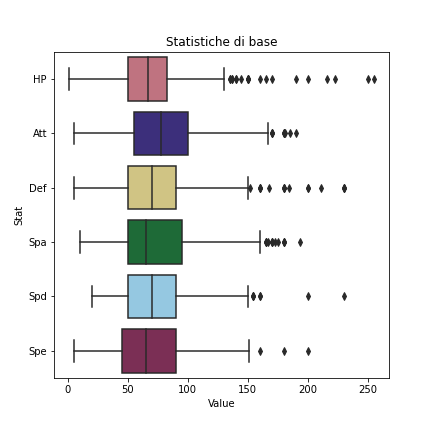 Statistiche di base
HP
Att
Def
Spa
Spd
Spe
Stat
0 50 100 150 200 250
Value